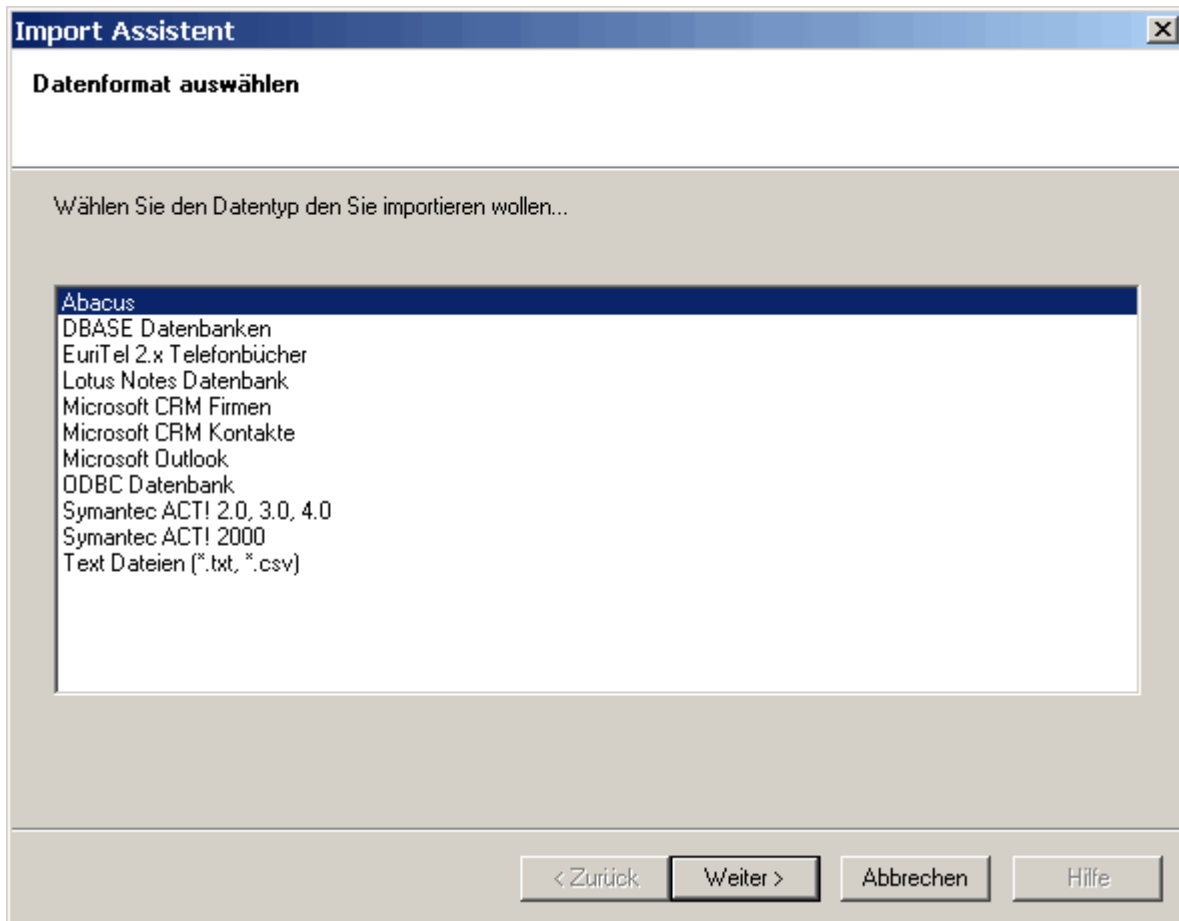 Import Assistent
Datenformat auswählen
Wählen Sie den Datentyp den Sie importieren wollen...
Abacus
DBASE Datenbanken
EuriTel 2.x Telefonbücher
Lotus Notes Datenbank
Microsoft CRM Firmen
Microsoft CRM Kontakte
Microsoft Outlook
ODBC Datenbank
Symantec ACT! 2.0, 3.0, 4.0
Symantec ACT! 2000
Text Dateien (*.txt, *.csv)
< Zurück Weiter > Abbrechen Hilfe